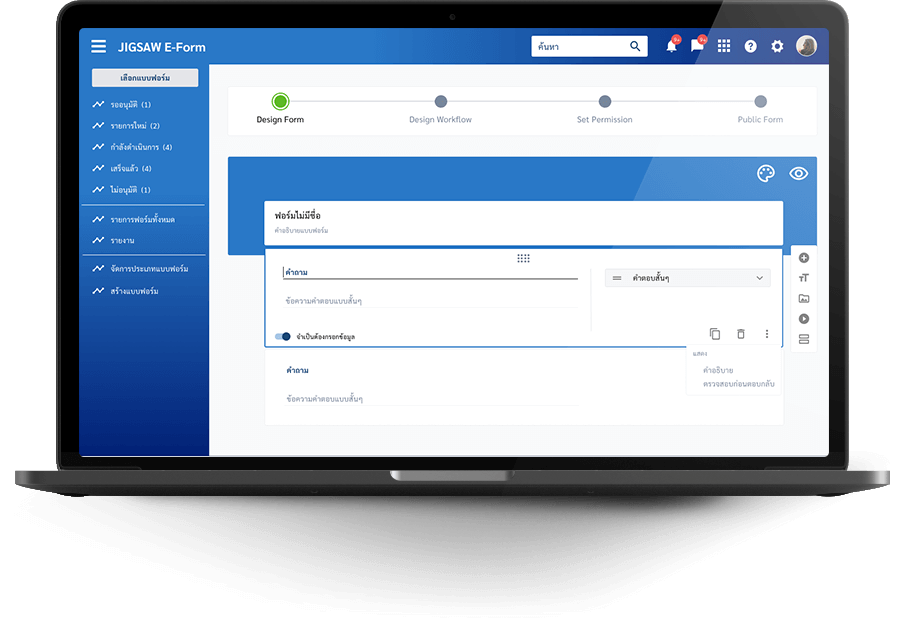 JIGSAW E-Form
ค้นหา
9+
9+
เลือกแบบฟอร์ม
รออนุมัติ (1)
รายการใหม่ (2)
กำลังดำเนินการ (4)
เสร็จแล้ว (4)
ไม่อนุมัติ (1)
รายการฟอร์มทั้งหมด
รายงาน
จัดการประเภทแบบฟอร์ม
สร้างแบบฟอร์ม
Design Form
Design Workflow
Set Permission
Public Form
ฟอร์มไม่มีชื่อ
คำอธิบายแบบฟอร์ม
คำถาม
คำตอบสั้นๆ
ข้อความคำตอบแบบสั้นๆ
จำเป็นต้องกรอกข้อมูล
แสดง
คำอธิบาย
ตรวจสอบก่อนตอบกลับ
คำถาม
ข้อความคำตอบแบบสั้นๆ